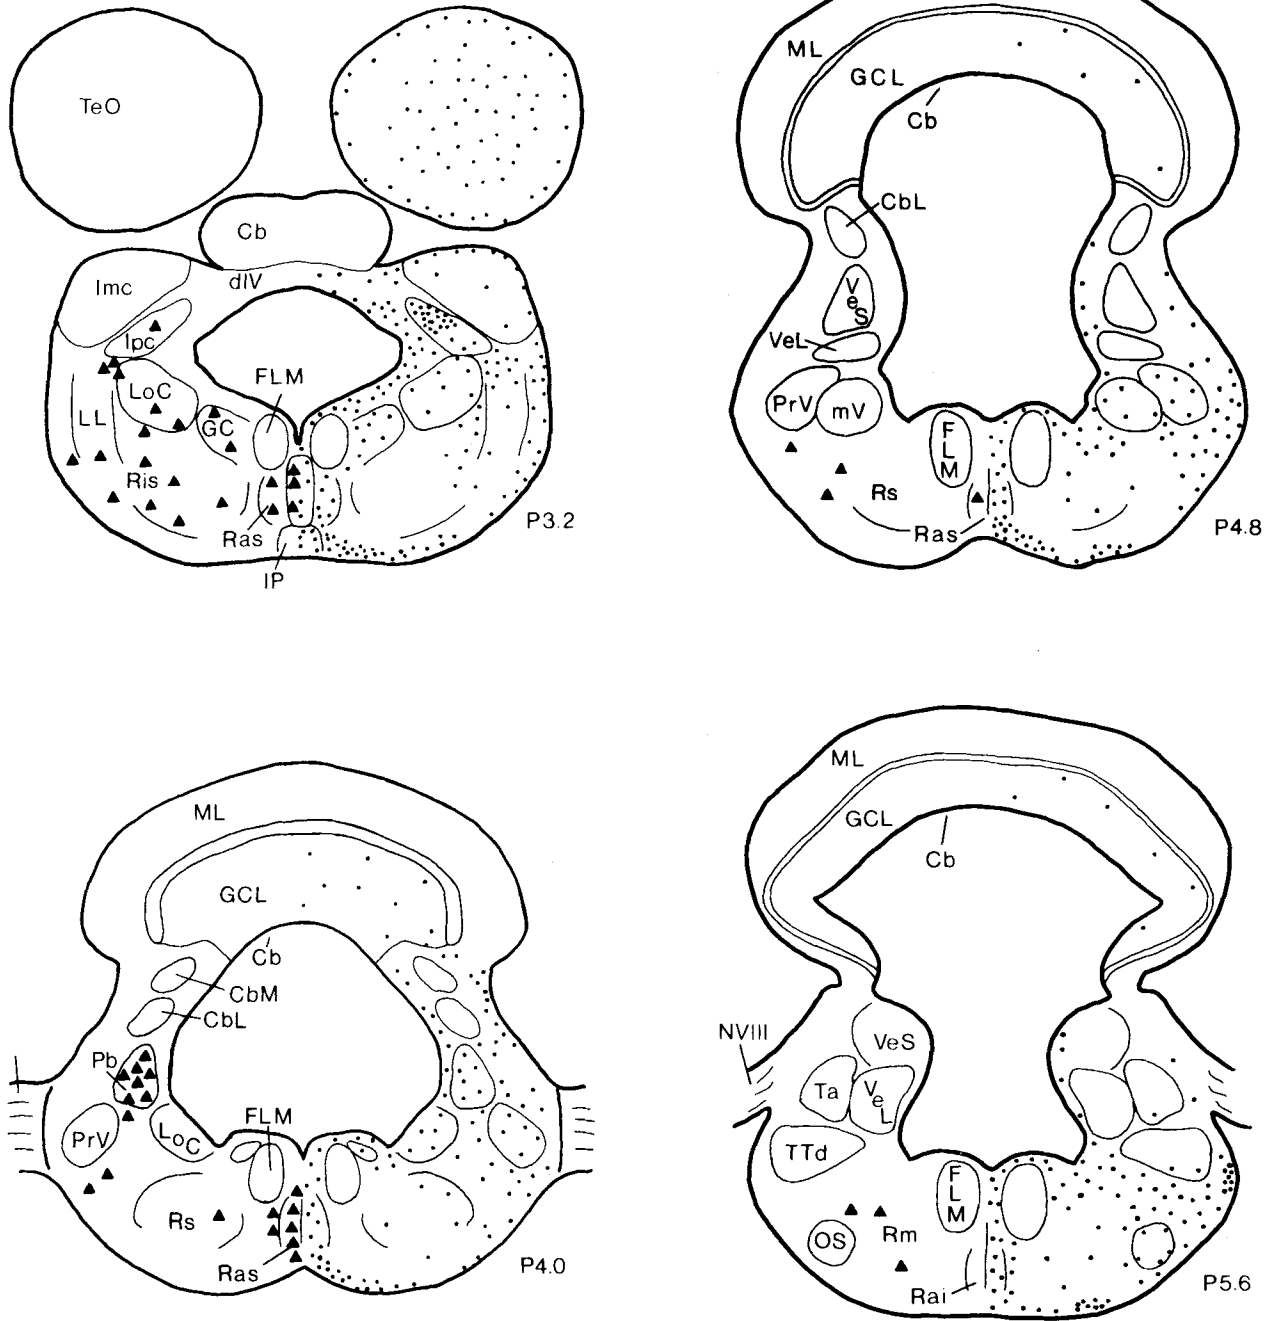 TeO
Cb
dIV
Imc
Ipc
LoC
GC
FLM
LL
Ris
Ras
IP
P3.2
ML
GCL
Cb
CbL
VeS
VeL
PrV
mV
FLM
Rs
Ras
P4.8
ML
GCL
Cb
CbM
CbL
Pb
FLM
PrV
LoC
Rs
Ras
P4.0
ML
GCL
Cb
NVIII
VeS
Ta
VeL
TTd
FLM
OS
Rm
Rai
P5.6